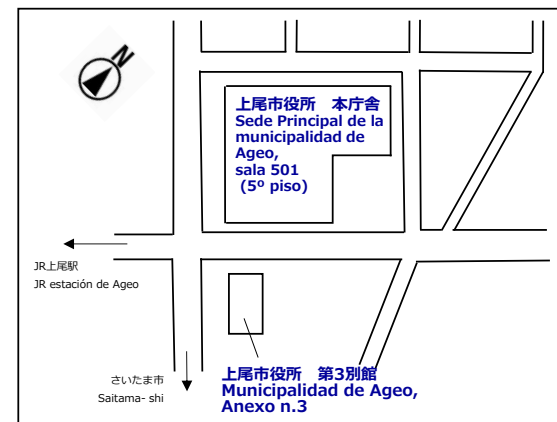 N
上尾市役所　本庁舎
Sede Principal de la
municipalidad de
Ageo,
sala 501
(5º piso)
JR上尾駅
JR estación de Ageo
さいたま市
Saitama- shi
上尾市役所　第3別館
Municipalidad de Ageo,
Anexo n.3